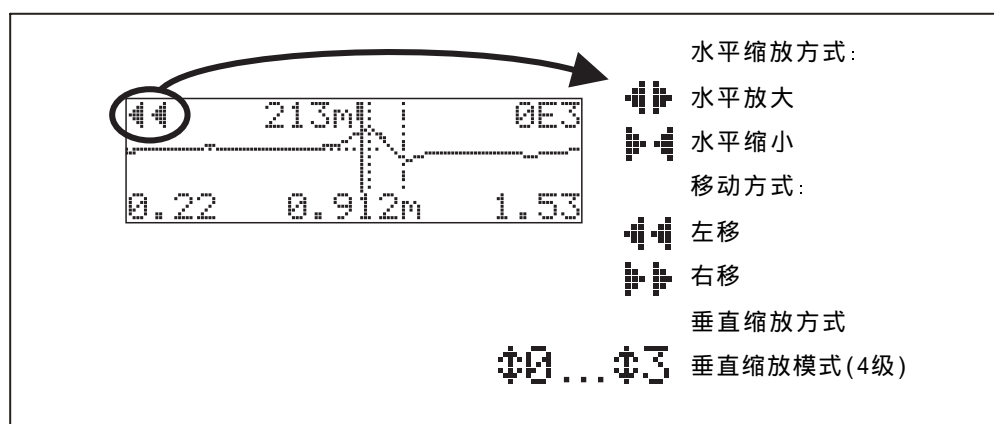 水平缩放方式:
水平放大
213m 0E3
水平缩小
移动方式:
0.22 0.912m 1.53
左移
右移
垂直缩放方式
0...3 垂直缩放模式(4级)